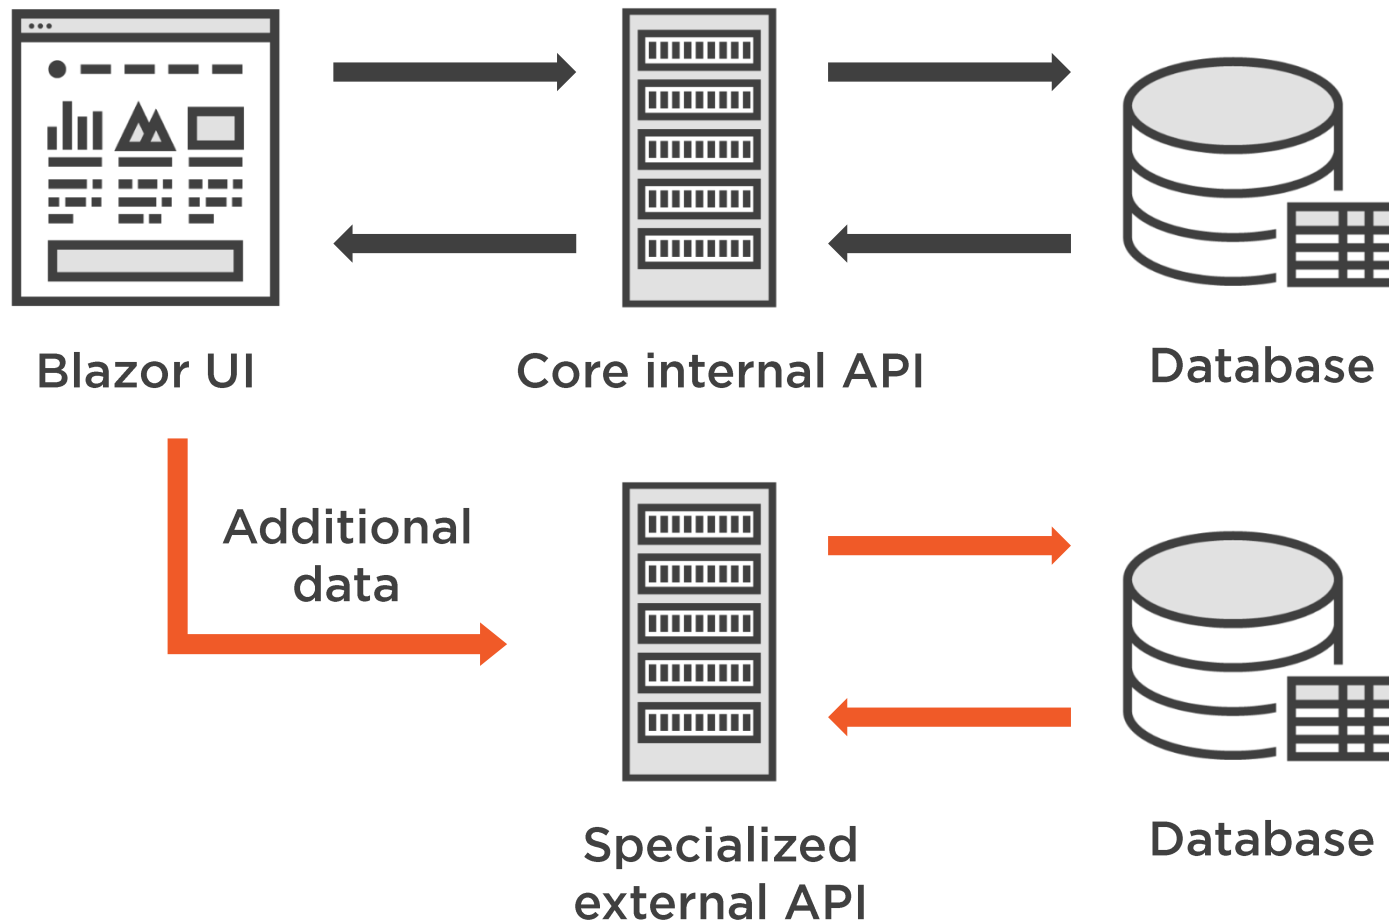 Blazor UI
Core internal API
Database
Additional
data
Specialized
external API
Database